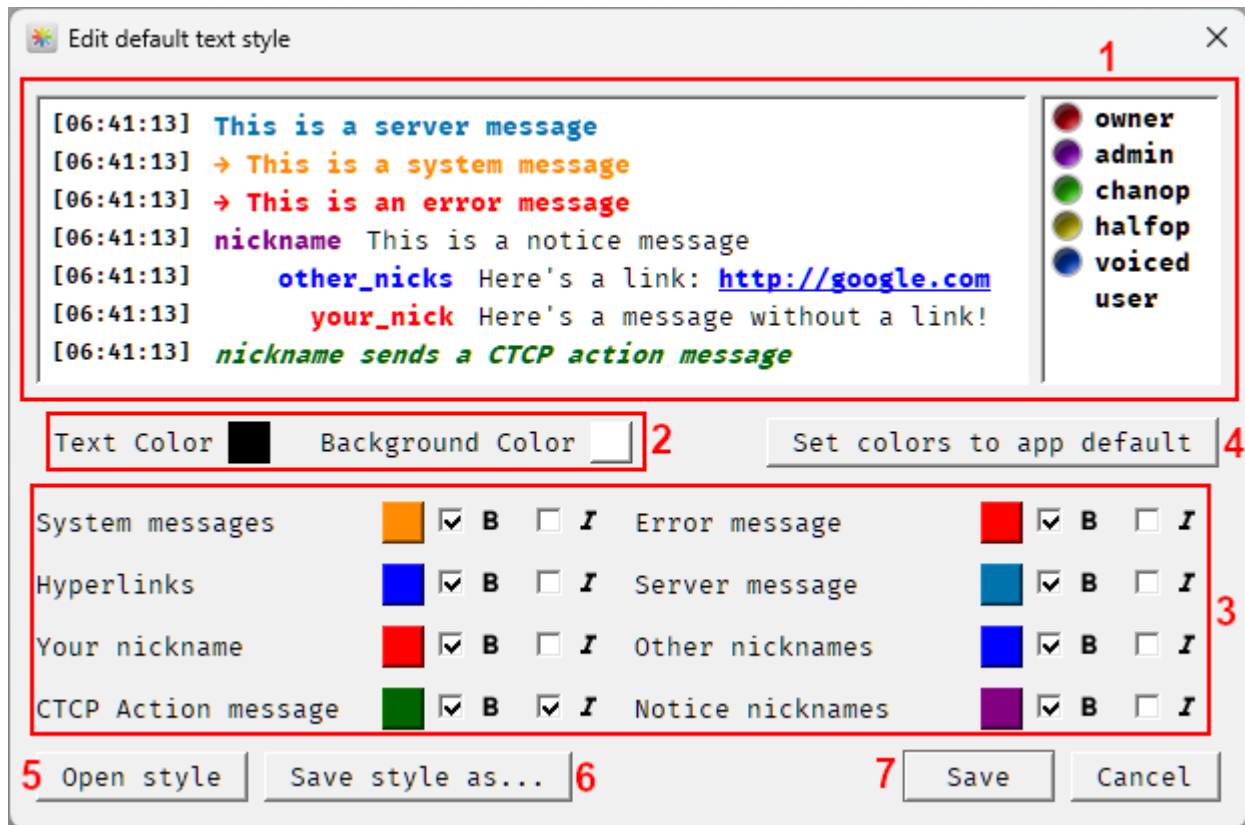 Edit default text style
1
[06:41:13] This is a server message
[06:41:13] → This is a system message
[06:41:13] → This is an error message
[06:41:13] nickname This is a notice message
[06:41:13] other_nicks Here's a link: http://google.com
[06:41:13] your_nick Here's a message without a link!
[06:41:13] nickname sends a CTCP action message
owner
admin
chanop
halfop
voiced
user
Text Color Background Color 2 Set colors to app default 4
System messages B I Error message B I
Hyperlinks B I Server message B I
3
Your nickname B I Other nicknames B I
CTCP Action message B I Notice nicknames B I
5 Open style Save style as... 6 7 Save Cancel